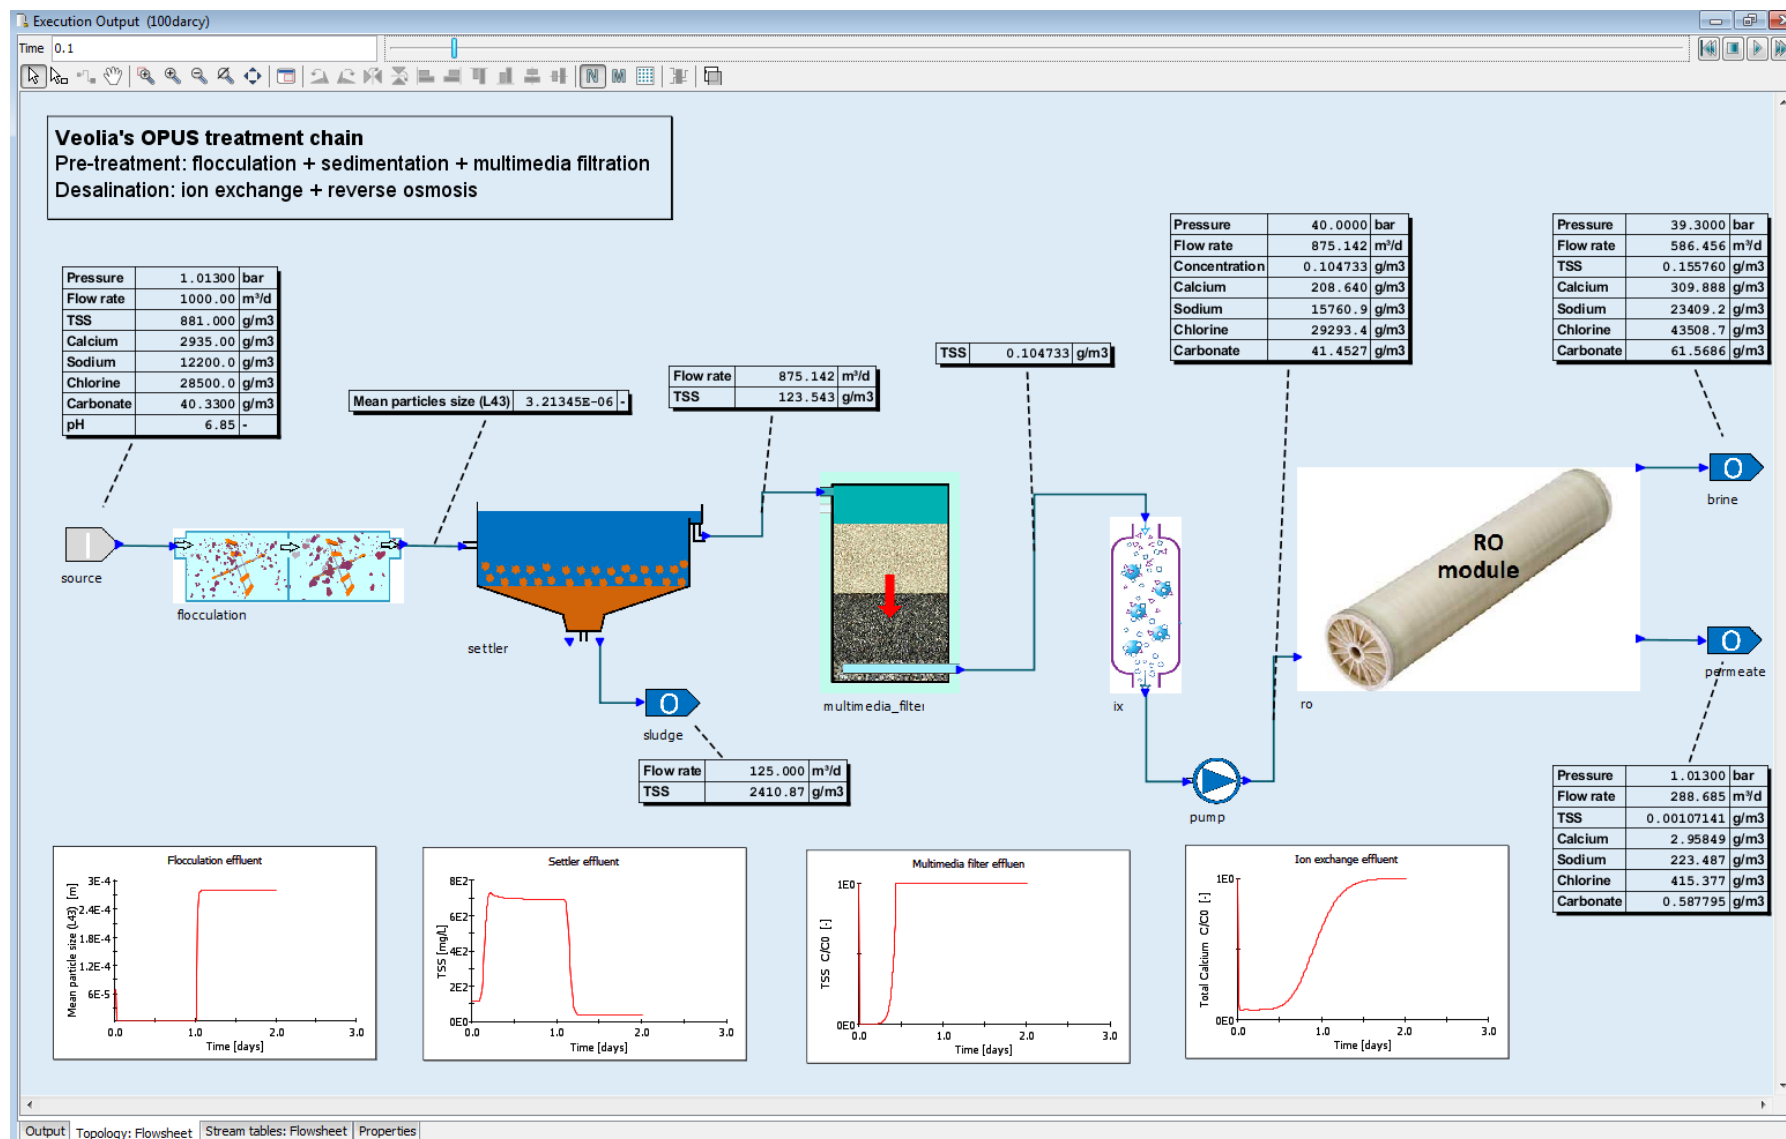 Execution Output (100darcy)
Time 0.1
N M
Veolia's OPUS treatment chain
Pre-treatment: flocculation + sedimentation + multimedia filtration
Desalination: ion exchange + reverse osmosis
Pressure 1.01300 bar
Flow rate 1000.00 m³/d
TSS 881.000 g/m3
Calcium 2935.00 g/m3
Sodium 12200.0 g/m3
Chlorine 28500.0 g/m3
Carbonate 40.3300 g/m3
pH 6.85 -
Mean particles size (L43) 3.21345E-06 -
Flow rate 875.142 m³/d
TSS 123.543 g/m3
TSS 0.104733 g/m3
Pressure 40.0000 bar
Flow rate 875.142 m³/d
Concentration 0.104733 g/m3
Calcium 208.640 g/m3
Sodium 15760.9 g/m3
Chlorine 29293.4 g/m3
Carbonate 41.4527 g/m3
Pressure 39.3000 bar
Flow rate 586.456 m³/d
TSS 0.155760 g/m3
Calcium 309.888 g/m3
Sodium 23409.2 g/m3
Chlorine 43508.7 g/m3
Carbonate 61.5686 g/m3
I
source
flocculation
settler
O
sludge
multimedia_filter
ix
pump
RO
module
ro
O
brine
O
permeate
Flow rate 125.000 m³/d
TSS 2410.87 g/m3
Pressure 1.01300 bar
Flow rate 288.685 m³/d
TSS 0.00107141 g/m3
Calcium 2.95849 g/m3
Sodium 223.487 g/m3
Chlorine 415.377 g/m3
Carbonate 0.587795 g/m3
Flocculation effluent
Mean particle size (L43) [m]
3E-4
2.4E-4
1.8E-4
1.2E-4
6E-5
0.0 1.0 2.0 3.0
Time [days]
Settler effluent
TSS [mg/L]
8E2
6E2
4E2
2E2
0E0
0.0 1.0 2.0 3.0
Time [days]
Multimedia filter effluen
TSS C/C0 [-]
1E0
0E0
0.0 1.0 2.0 3.0
Time [days]
Ion exchange effluent
Total Calcium C/C0 [-]
1E0
0E0
0.0 1.0 2.0 3.0
Time [days]
Output Topology: Flowsheet Stream tables: Flowsheet Properties